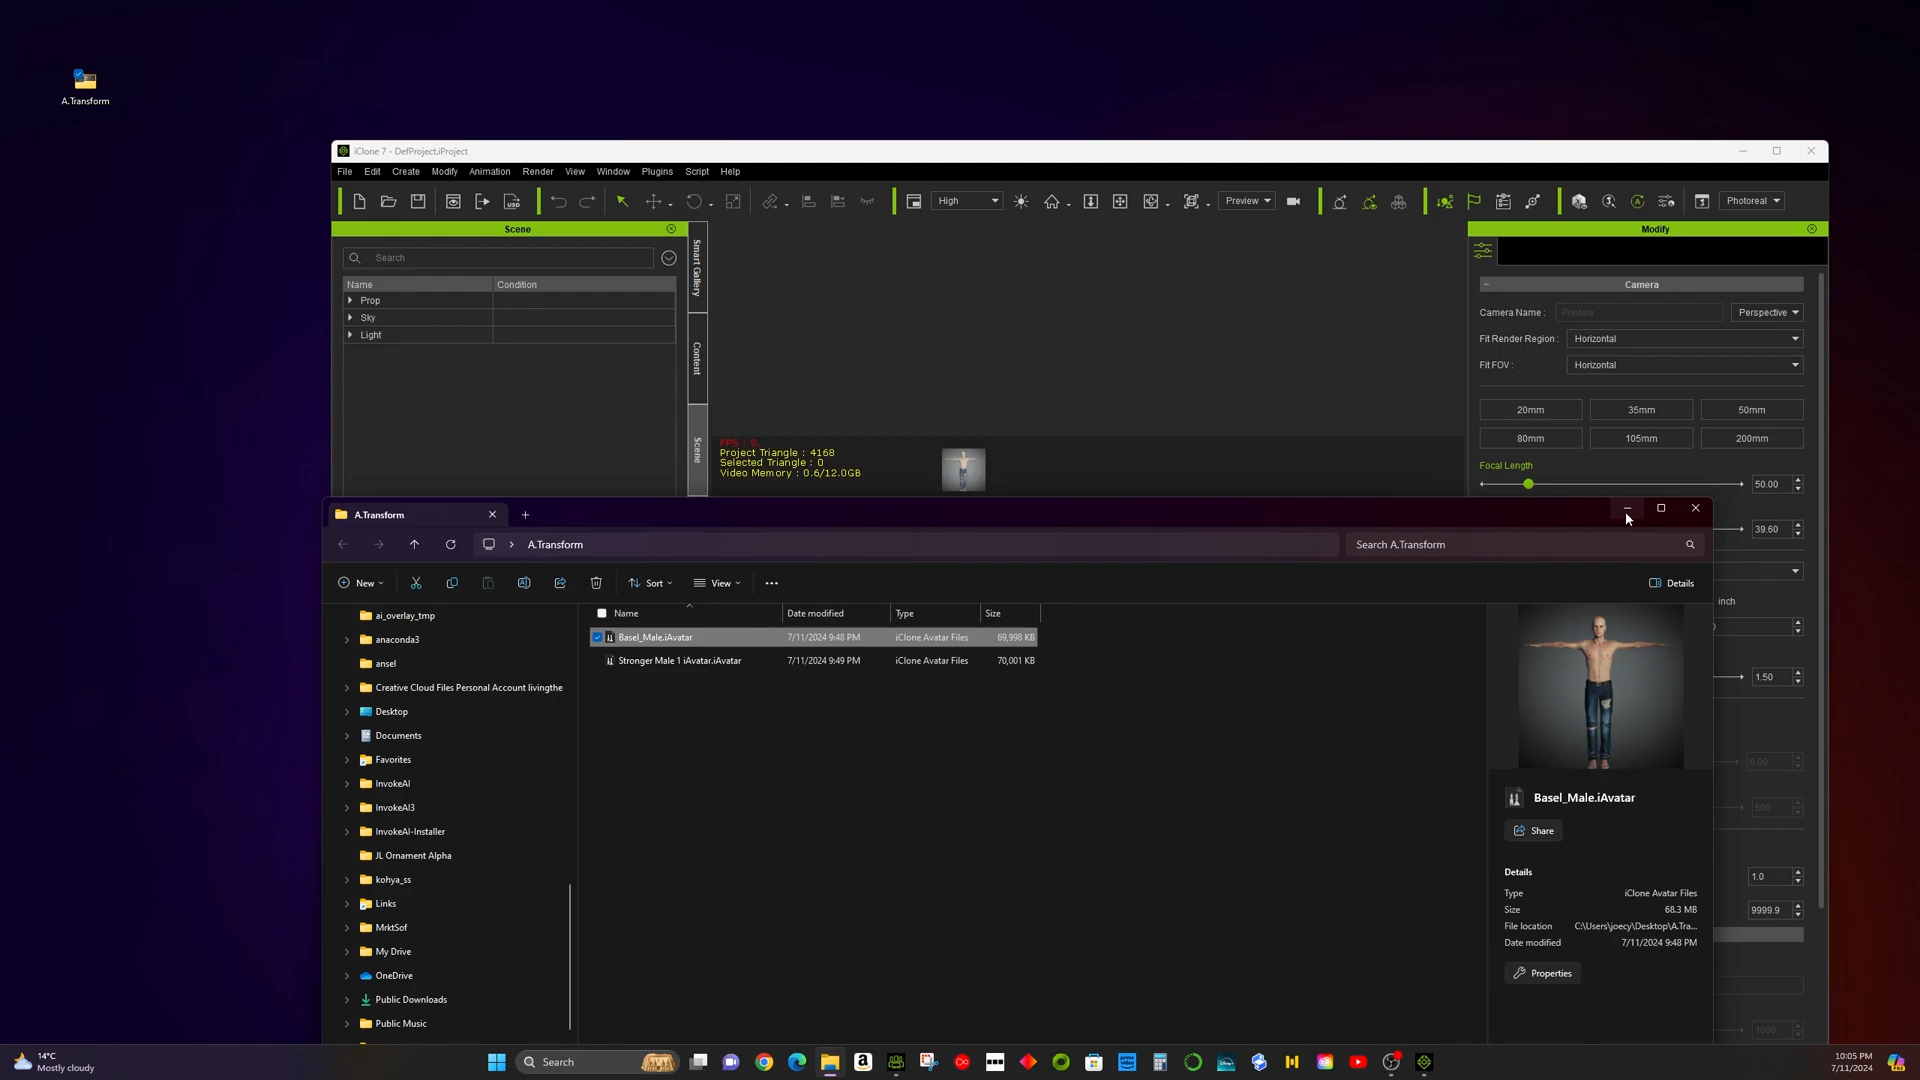 A.Transform
iClone 7 - DefProject.iProject
File Edit Create Modify Animation Render View Window Plugins Script Help
High
Preview
Photoreal
Scene
Search
Name Condition
Prop
Sky
Light
Smart Gallery
Content
Scene
FPS : 0.
Project Triangle : 4168
Selected Triangle : 0
Video Memory : 0.6/12.0GB
Modify
Camera
Camera Name : Preview Perspective
Fit Render Region : Horizontal
Fit FOV : Horizontal
20mm 35mm 50mm
80mm 105mm 200mm
Focal Length
50.00
39.60
inch
1.50
6.00
500
1.0
9999.9
1000
A.Transform
A.Transform
Search A.Transform
New
Sort
View
Details
ai_overlay_tmp
anaconda3
ansel
Creative Cloud Files Personal Account livingthe
Desktop
Documents
Favorites
InvokeAI
InvokeAI3
InvokeAI-Installer
JL Ornament Alpha
kohya_ss
Links
MrktSof
My Drive
OneDrive
Public Downloads
Public Music
Name Date modified Type Size
Basel_Male.iAvatar 7/11/2024 9:48 PM iClone Avatar Files 69,998 KB
Stronger Male 1 iAvatar.iAvatar 7/11/2024 9:49 PM iClone Avatar Files 70,001 KB
Basel_Male.iAvatar
Share
Details
Type iClone Avatar Files
Size 68.3 MB
File location C:\Users\joecy\Desktop\A.Tra...
Date modified 7/11/2024 9:48 PM
Properties
14°C
Mostly cloudy
Search
10:05 PM
7/11/2024